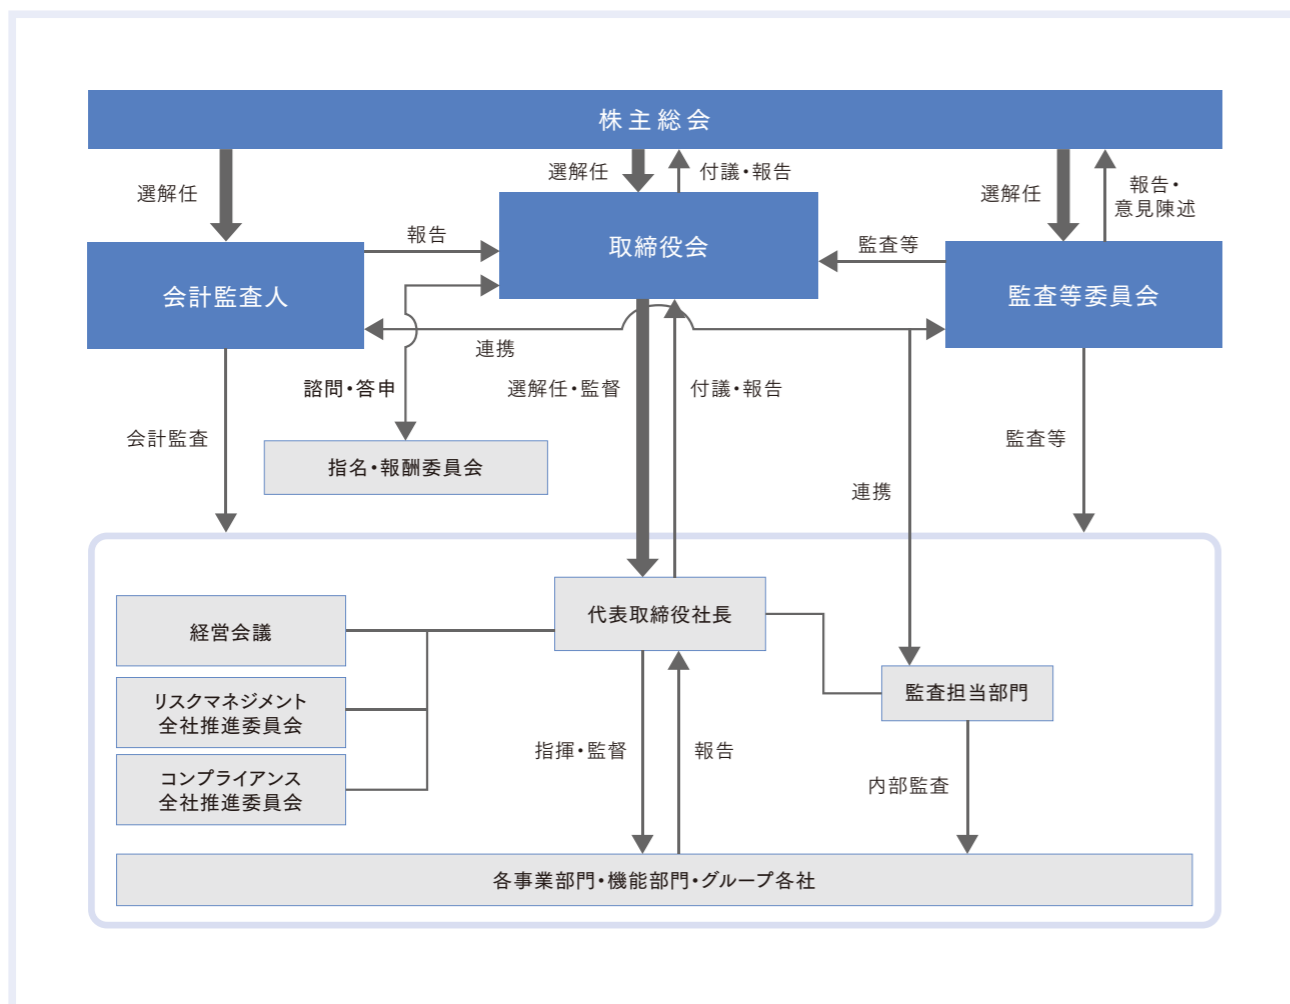 株主総会
選解任
選解任
付議・報告
選解任
報告・
意見陳述
報告
取締役会
監査等
会計監査人
監査等委員会
連携
諮問・答申
選解任・監督
付議・報告
会計監査
監査等
指名・報酬委員会
連携
代表取締役社長
経営会議
リスクマネジメント
全社推進委員会
監査担当部門
コンプライアンス
全社推進委員会
指揮・監督
報告
内部監査
各事業部門・機能部門・グループ各社